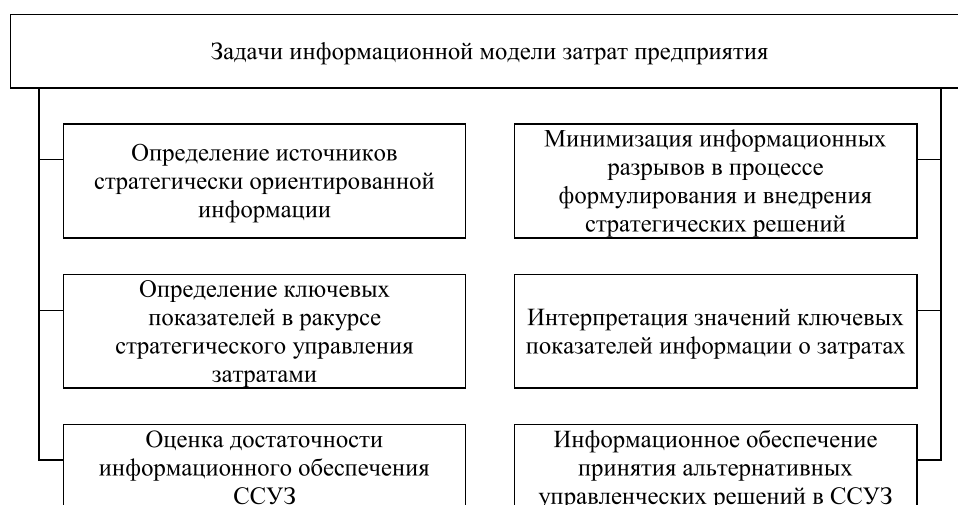 Задачи информационной модели затрат предприятия
Определение источников
стратегически ориентированной
информации
Минимизация информационных
разрывов в процессе
формулирования и внедрения
стратегических решений
Определение ключевых
показателей в ракурсе
стратегического управления
затратами
Интерпретация значений ключевых
показателей информации о затратах
Оценка достаточности
информационного обеспечения
ССУЗ
Информационное обеспечение
принятия альтернативных
управленческих решений в ССУЗ